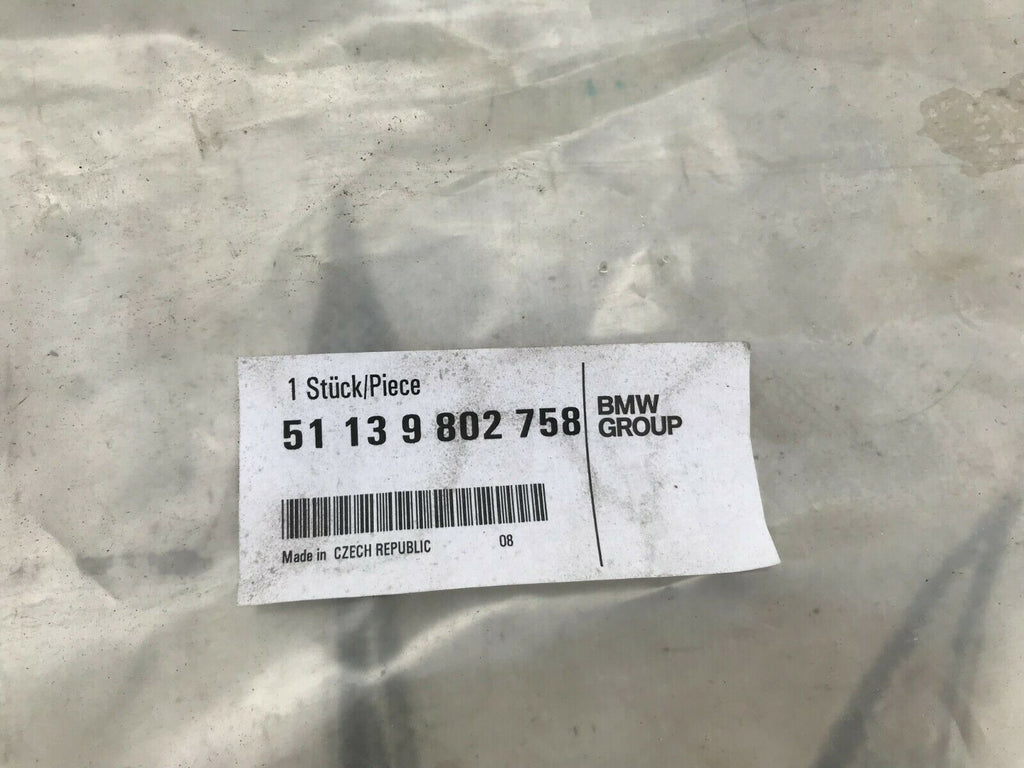 1 Stück/Piece
51 13 9 802 758
BMW
GROUP
Made in CZECH REPUBLIC 08